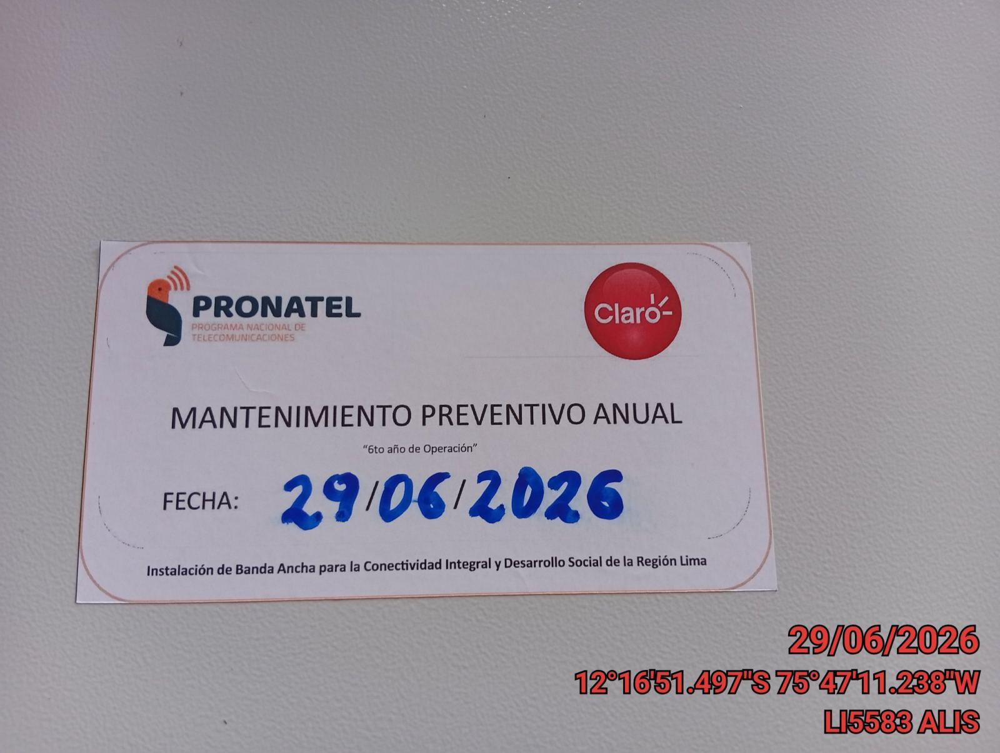 PRONATEL
PROGRAMA NACIONAL DE
TELECOMUNICACIONES
Claro
MANTENIMIENTO PREVENTIVO ANUAL
“6to año de Operación”
FECHA: 29/06/2026
Instalación de Banda Ancha para la Conectividad Integral y Desarrollo Social de la Región Lima
29/06/2026
12°16'51.497"S 75°47'11.238"W
LI5583 ALIS